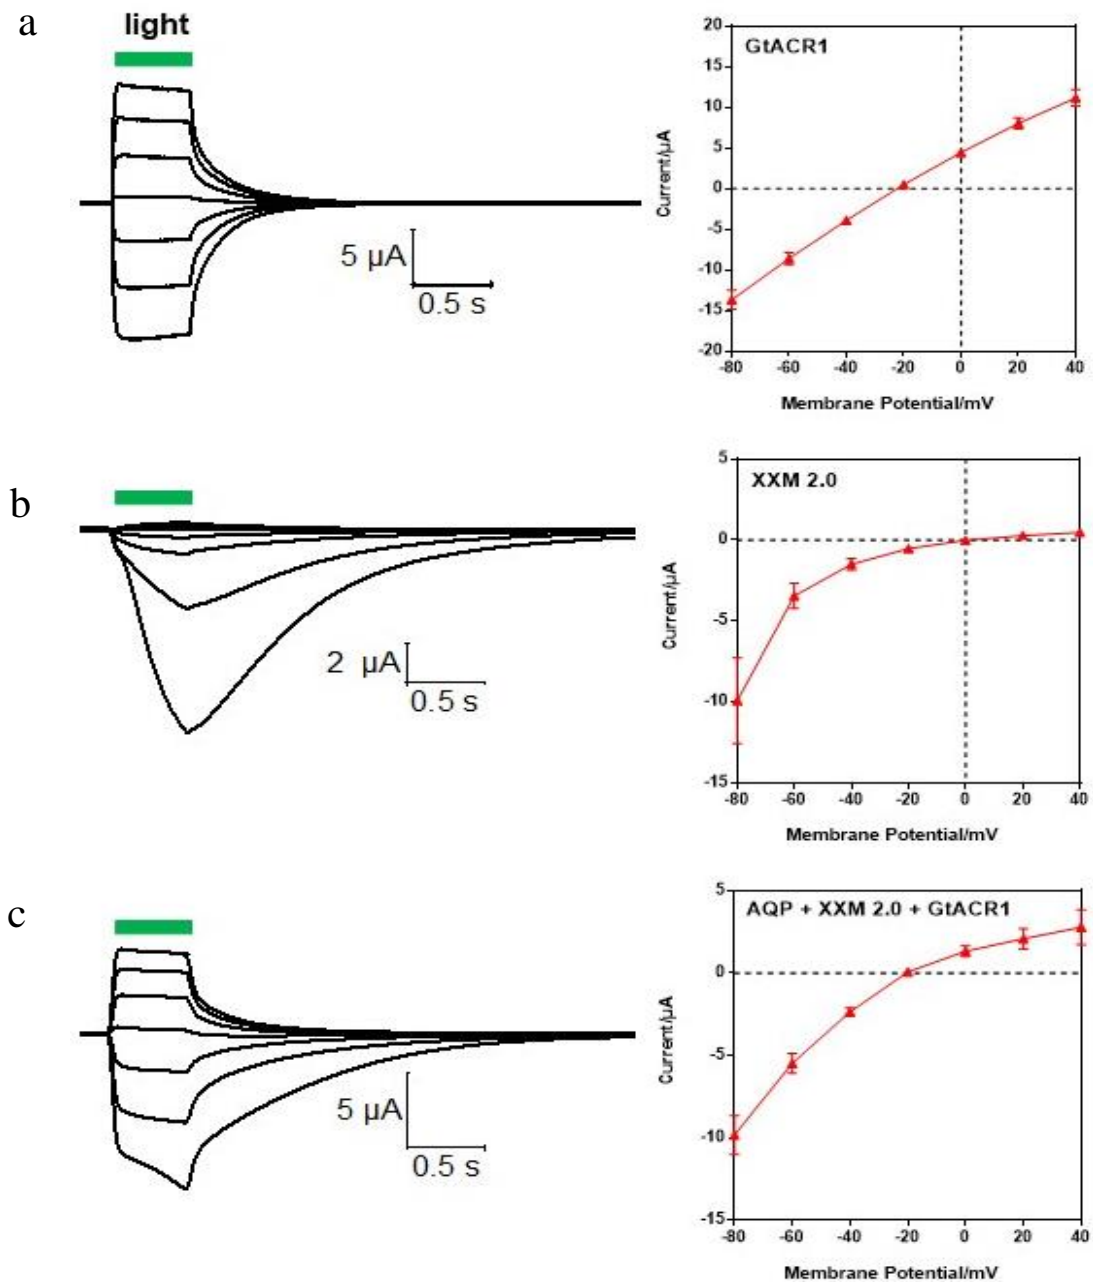 a
light
5 µA
0.5 s
GtACR1
20
15
10
5
0
-5
-10
-15
-20
-80 -60 -40 -20 0 20 40
Current/µA
Membrane Potential/mV
b
2 µA
0.5 s
XXM 2.0
5
0
-5
-10
-15
-80 -60 -40 -20 0 20 40
Current/µA
Membrane Potential/mV
c
5 µA
0.5 s
AQP + XXM 2.0 + GtACR1
5
0
-5
-10
-15
-80 -60 -40 -20 0 20 40
Current/µA
Membrane Potential/mV